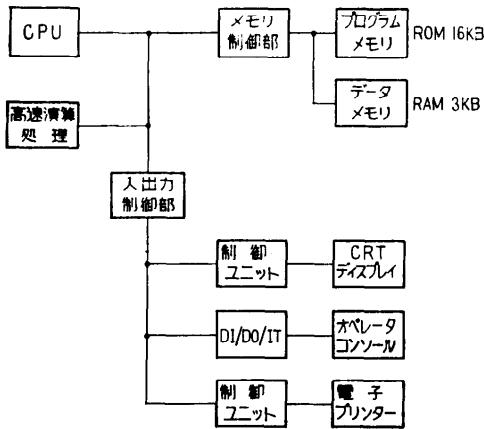 CPU
メモリ
制御部
プログラム
メモリ
ROM 16KB
データ
メモリ
RAM 3KB
高速演算
処理
入出力
制御部
制御
ユニット
CRT
ディスプレイ
DI/DO/IT
オペレータ
コンソール
制御
ユニット
電子
プリンター